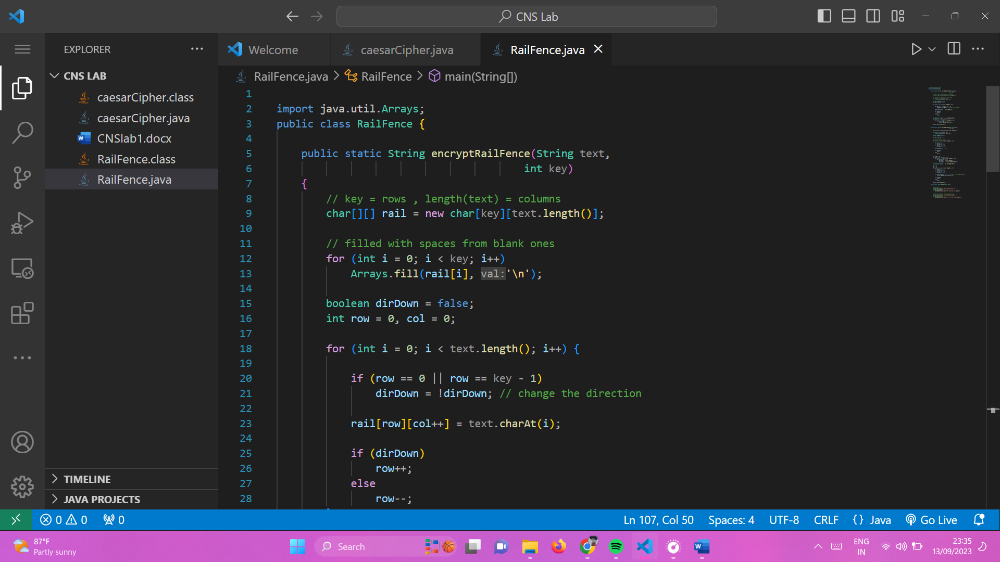 CNS Lab
EXPLORER
Welcome
caesarCipher.java
RailFence.java
CNS LAB
RailFence.java > RailFence > main(String[])
caesarCipher.class
caesarCipher.java
CNSlab1.docx
RailFence.class
RailFence.java
TIMELINE
JAVA PROJECTS
1
2 import java.util.Arrays;
3 public class RailFence {
4
5 public static String encryptRailFence(String text,
6 int key)
7 {
8 // key = rows , length(text) = columns
9 char[][] rail = new char[key][text.length()];
10
11 // filled with spaces from blank ones
12 for (int i = 0; i < key; i++)
13 Arrays.fill(rail[i], val:'\n');
14
15 boolean dirDown = false;
16 int row = 0, col = 0;
17
18 for (int i = 0; i < text.length(); i++) {
19
20 if (row == 0 || row == key - 1)
21 dirDown = !dirDown; // change the direction
22
23 rail[row][col++] = text.charAt(i);
24
25 if (dirDown)
26 row++;
27 else
28 row--;
0 0 0
Ln 107, Col 50 Spaces: 4 UTF-8 CRLF {} Java Go Live
87°F
Partly sunny
Search
ENG
IN
23:35
13/09/2023